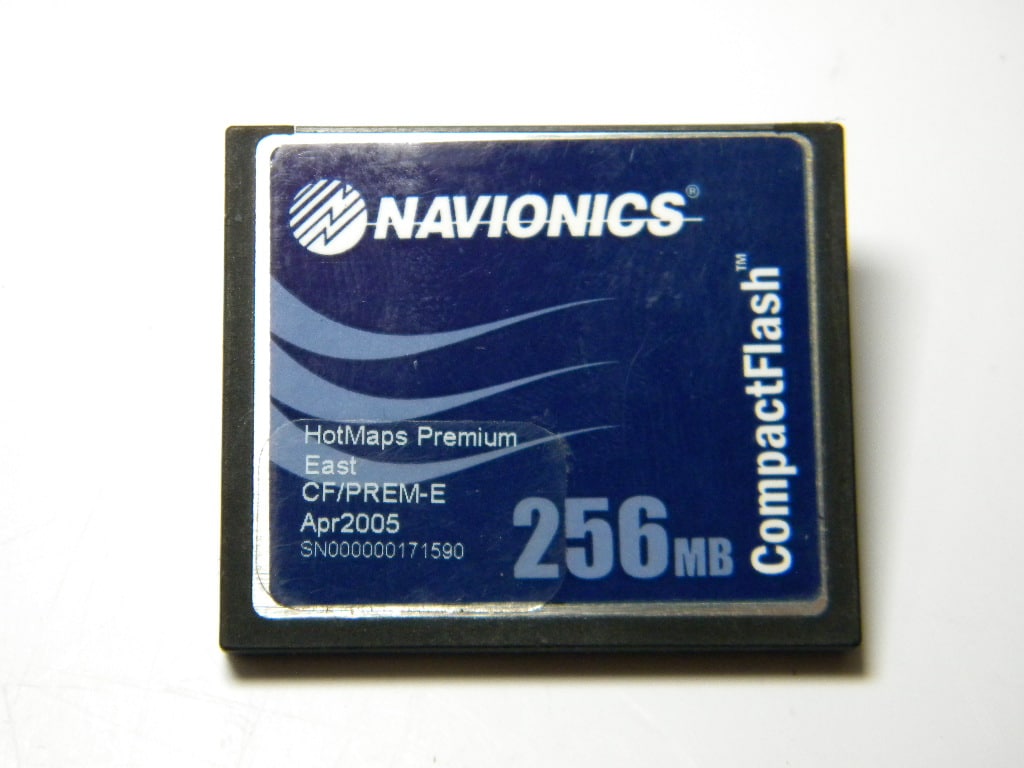 NAVIONICS®
CompactFlash™
HotMaps Premium
East
CF/PREM-E
Apr2005
SN000000171590
256MB